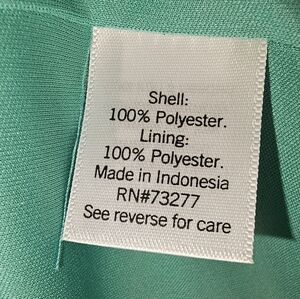 Shell:
100% Polyester.
Lining:
100% Polyester.
Made in Indonesia
RN#73277
See reverse for care